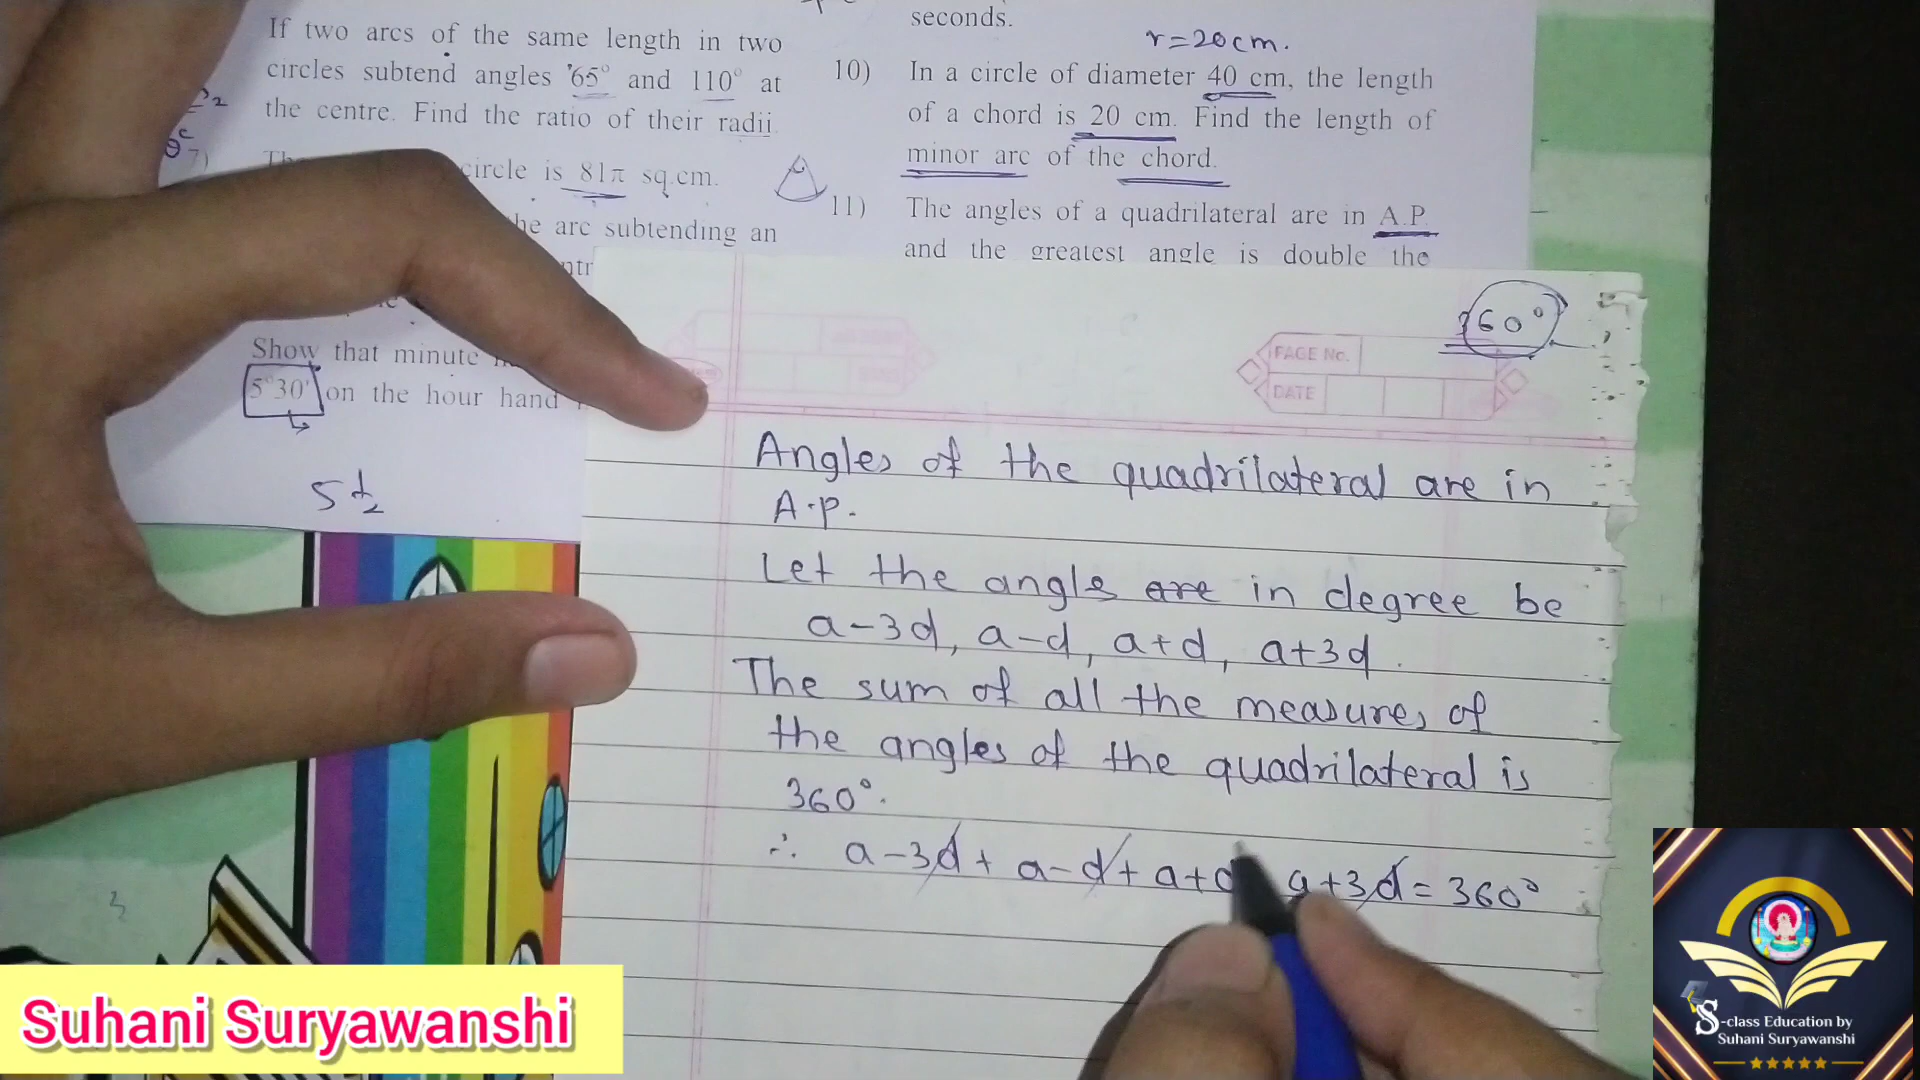 If two arcs of the same length in two
circles subtend angles 65° and 110° at
the centre. Find the ratio of their radii.
7)
circle is 81π sq.cm.
the arc subtending an
Show that minute
5°30' on the hour hand
5 1/2
seconds.
r=20cm.
10) In a circle of diameter 40 cm, the length
of a chord is 20 cm. Find the length of
minor arc of the chord.
11) The angles of a quadrilateral are in A.P.
and the greatest angle is double the
360°
PAGE No.
DATE
Angles of the quadrilateral are in
A.P.
Let the angls are in degree be
a-3d, a-d, a+d, a+3d.
The sum of all the measures of
the angles of the quadrilateral is
360°.
∴ a-3d + a-d + a+d a+3d = 360°
Suhani Suryawanshi
S-class Education by
Suhani Suryawanshi